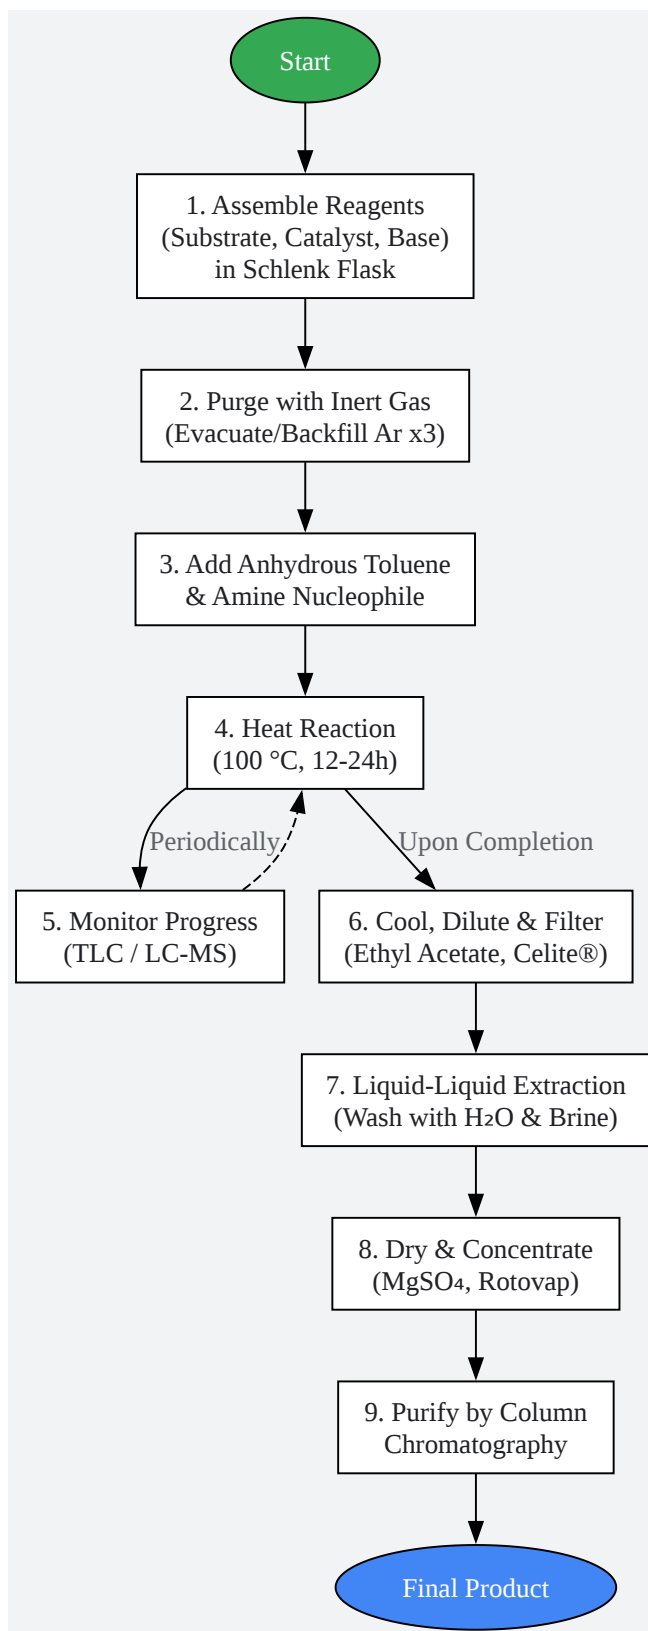 Start
1. Assemble Reagents
(Substrate, Catalyst, Base)
in Schlenk Flask
2. Purge with Inert Gas
(Evacuate/Backfill Ar x3)
3. Add Anhydrous Toluene
& Amine Nucleophile
4. Heat Reaction
(100 °C, 12-24h)
Periodically
Upon Completion
5. Monitor Progress
(TLC / LC-MS)
6. Cool, Dilute & Filter
(Ethyl Acetate, Celite®)
7. Liquid-Liquid Extraction
(Wash with H₂O & Brine)
8. Dry & Concentrate
(MgSO₄, Rotovap)
9. Purify by Column
Chromatography
Final Product